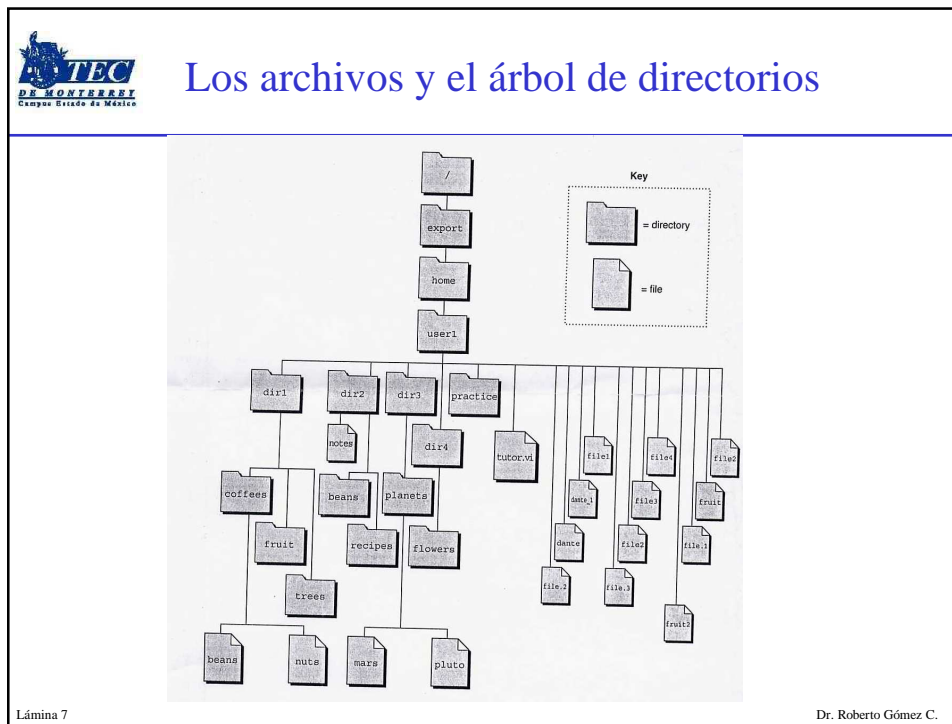 TEC
DE MONTERREY
Campus Estado de México
Los archivos y el árbol de directorios
/
Key
export
= directory
home
= file
user1
dir1
dir2
dir3
practice
notes
dir4
tutor.vi
file1
file4
file2
coffees
beans
planets
dante_1
file3
fruit
fruit
recipes
flowers
dante
file2
file.1
trees
file.2
file.3
fruit2
beans
nuts
mars
pluto
Lámina 7
Dr. Roberto Gómez C.